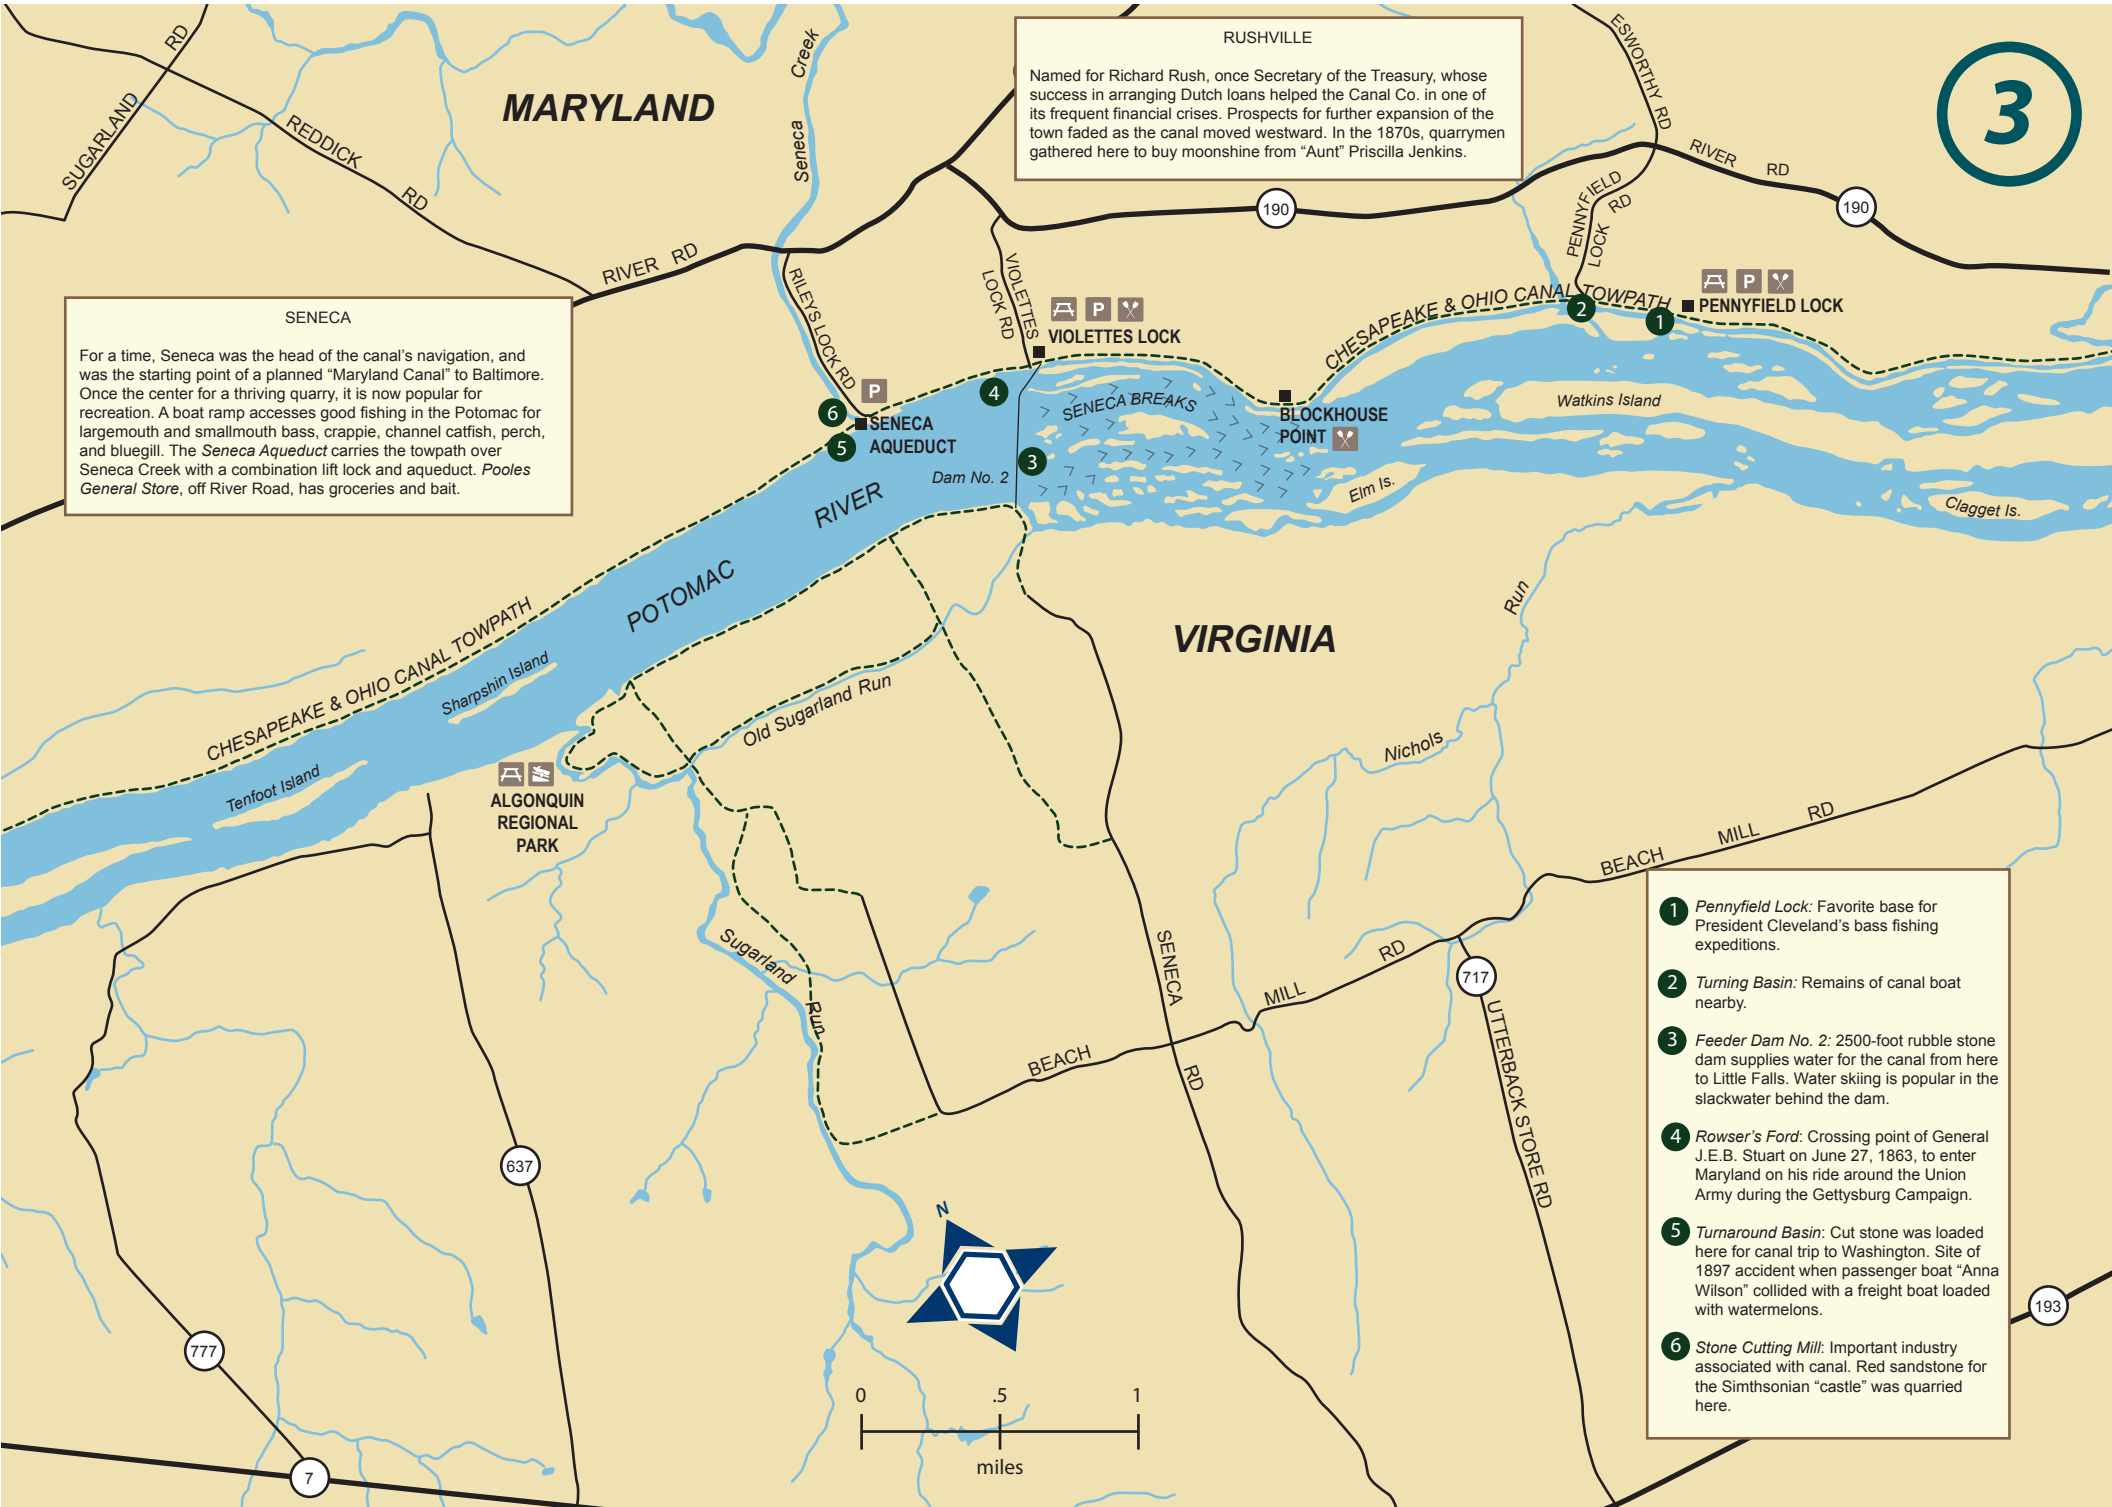 3
MARYLAND
VIRGINIA
SUGARLAND
RD
REDDICK
RD
RIVER RD
Seneca
Creek
ESWORTHY RD
RIVER
RD
190
190
PENNYFIELD
LOCK
RD
RUSHVILLE
Named for Richard Rush, once Secretary of the Treasury, whose
success in arranging Dutch loans helped the Canal Co. in one of
its frequent financial crises. Prospects for further expansion of the
town faded as the canal moved westward. In the 1870s, quarrymen
gathered here to buy moonshine from “Aunt” Priscilla Jenkins.
SENECA
For a time, Seneca was the head of the canal’s navigation, and
was the starting point of a planned “Maryland Canal” to Baltimore.
Once the center for a thriving quarry, it is now popular for
recreation. A boat ramp accesses good fishing in the Potomac for
largemouth and smallmouth bass, crappie, channel catfish, perch,
and bluegill. The Seneca Aqueduct carries the towpath over
Seneca Creek with a combination lift lock and aqueduct. Pooles
General Store, off River Road, has groceries and bait.
RILEYS LOCK RD
VIOLETTES
LOCK RD
P
VIOLETTES LOCK
P
SENECA
AQUEDUCT
6
5
4
3
Dam No. 2
SENECA BREAKS
BLOCKHOUSE
POINT
CHESAPEAKE & OHIO CANAL TOWPATH
2
1
P
PENNYFIELD LOCK
Watkins Island
Elm Is.
Clagget Is.
POTOMAC
RIVER
CHESAPEAKE & OHIO CANAL TOWPATH
Sharpshin Island
Tenfoot Island
ALGONQUIN
REGIONAL
PARK
Old Sugarland Run
Sugarland
Run
Nichols
Run
SENECA
RD
BEACH
MILL
RD
BEACH
MILL
RD
717
UTTERBACK STORE RD
637
777
7
193
1 Pennyfield Lock: Favorite base for
President Cleveland’s bass fishing
expeditions.
2 Turning Basin: Remains of canal boat
nearby.
3 Feeder Dam No. 2: 2500-foot rubble stone
dam supplies water for the canal from here
to Little Falls. Water skiing is popular in the
slackwater behind the dam.
4 Rowser’s Ford: Crossing point of General
J.E.B. Stuart on June 27, 1863, to enter
Maryland on his ride around the Union
Army during the Gettysburg Campaign.
5 Turnaround Basin: Cut stone was loaded
here for canal trip to Washington. Site of
1897 accident when passenger boat “Anna
Wilson” collided with a freight boat loaded
with watermelons.
6 Stone Cutting Mill: Important industry
associated with canal. Red sandstone for
the Simthsonian “castle” was quarried
here.
N
0 .5 1
miles